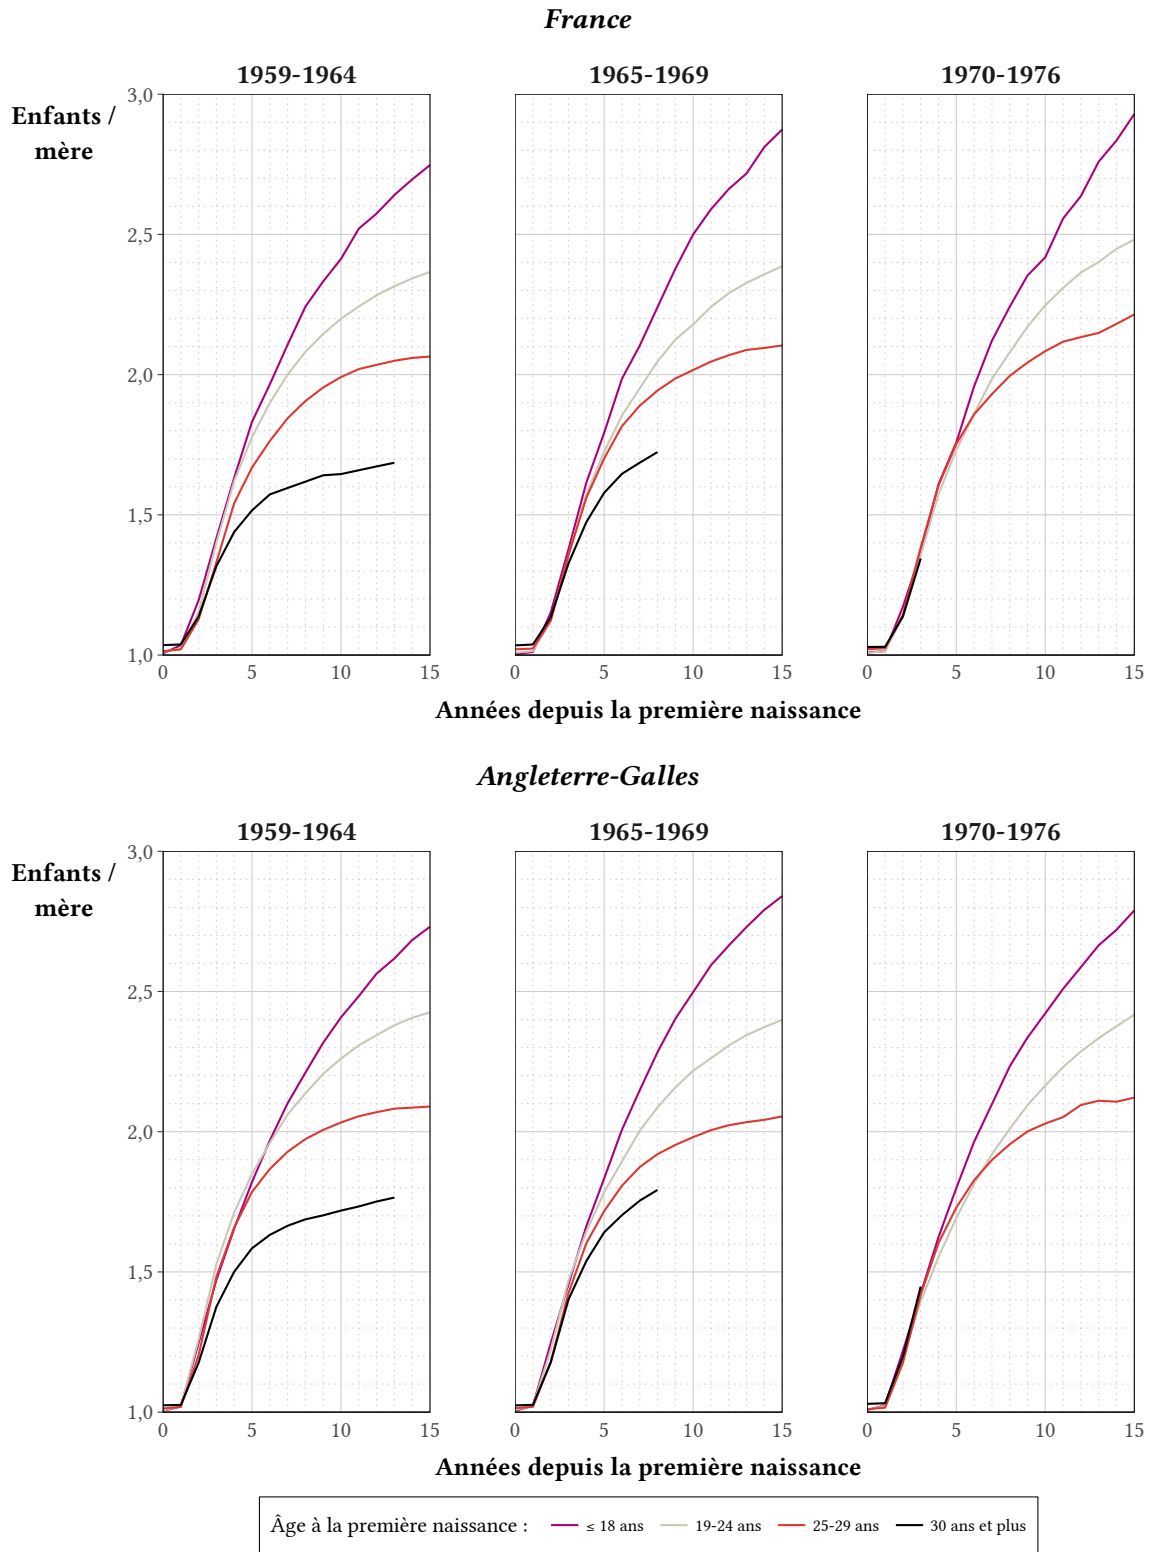 France
1959-1964 1965-1969 1970-1976
Enfants /
mère
3,0
2,5
2,0
1,5
1,0
0 5 10 15 0 5 10 15 0 5 10 15
Années depuis la première naissance
Angleterre-Galles
1959-1964 1965-1969 1970-1976
Enfants /
mère
3,0
2,5
2,0
1,5
1,0
0 5 10 15 0 5 10 15 0 5 10 15
Années depuis la première naissance
Âge à la première naissance : ≤ 18 ans 19-24 ans 25-29 ans 30 ans et plus